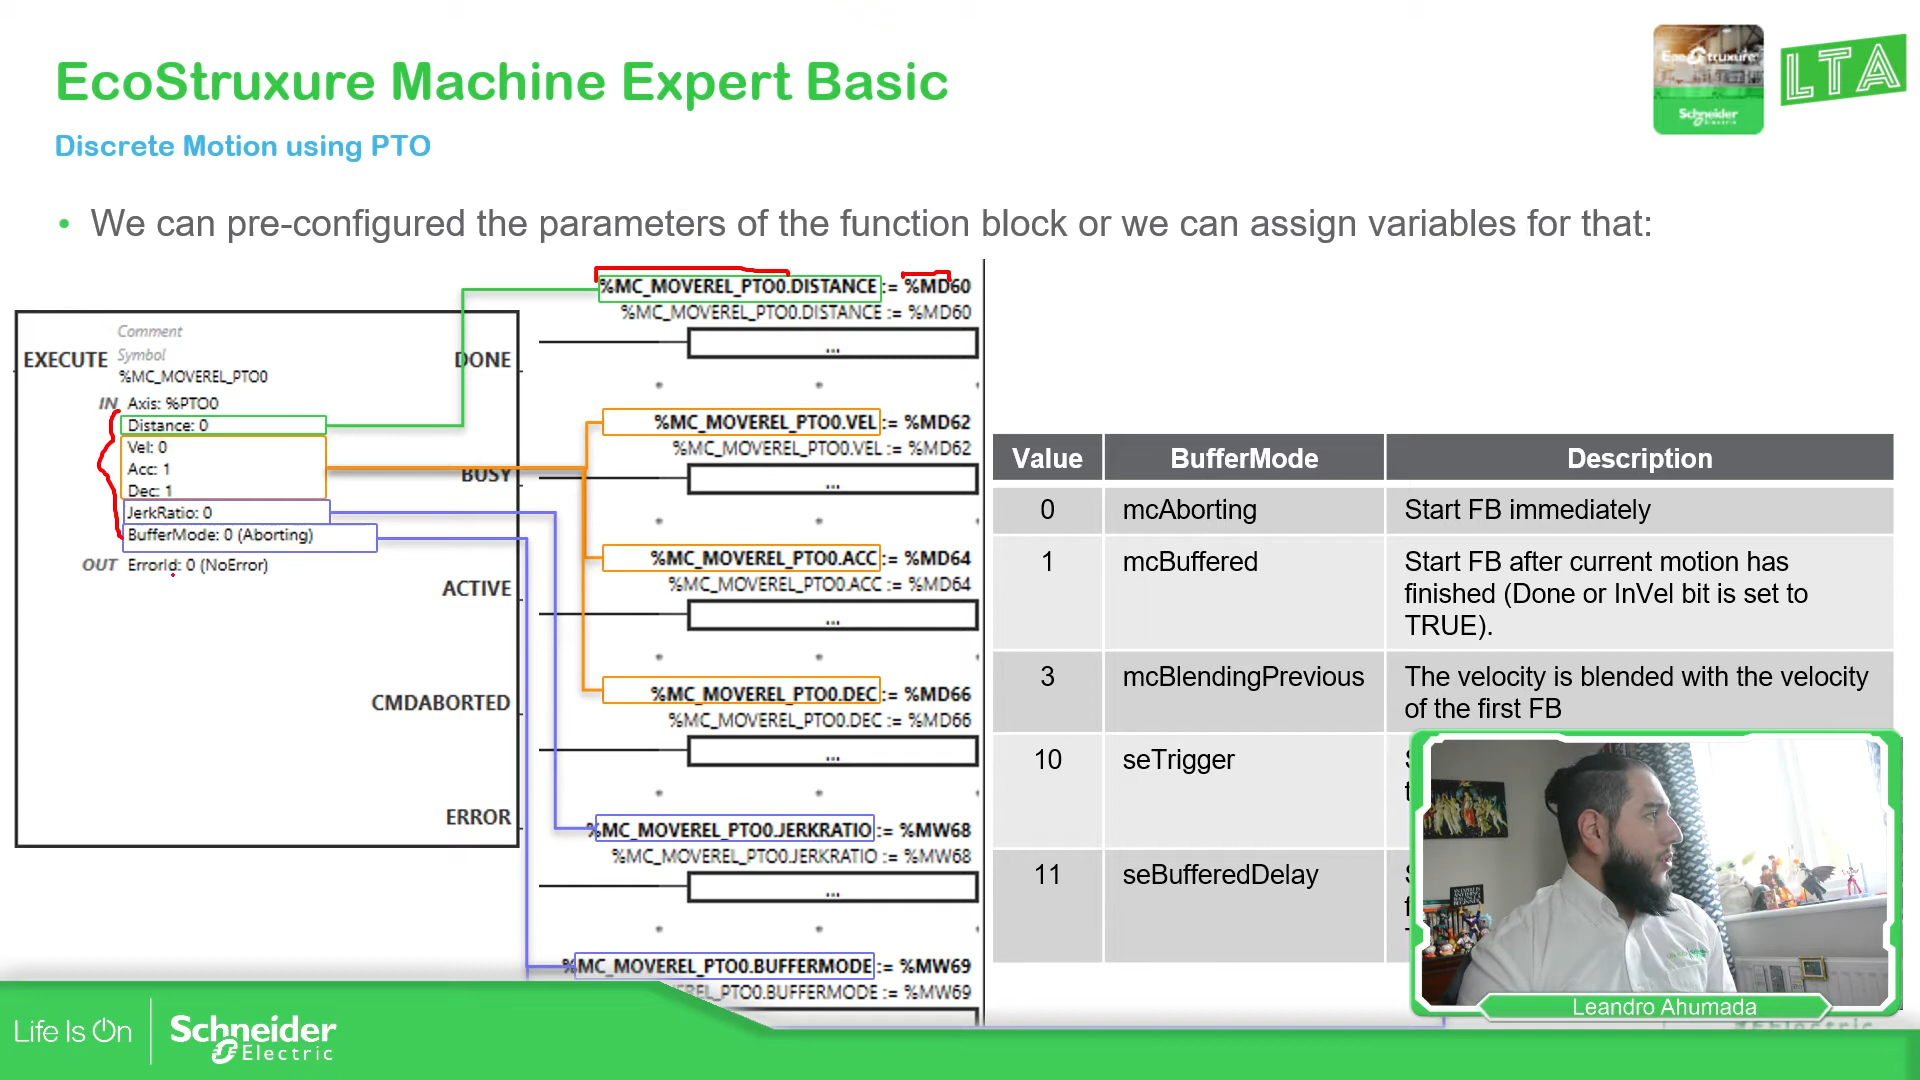 EcoStruxure Machine Expert Basic
Discrete Motion using PTO
EcoStruxure
Schneider
Electric
LTA
• We can pre-configured the parameters of the function block or we can assign variables for that:
Comment
EXECUTE
Symbol
%MC_MOVEREL_PTO0
DONE
IN Axis: %PTO0
Distance: 0
Vel: 0
Acc: 1
Dec: 1
BUSY
JerkRatio: 0
BufferMode: 0 (Aborting)
OUT ErrorId: 0 (NoError)
ACTIVE
CMDABORTED
ERROR
%MC_MOVEREL_PTO0.DISTANCE := %MD60
%MC_MOVEREL_PTO0.DISTANCE := %MD60
...
%MC_MOVEREL_PTO0.VEL := %MD62
%MC_MOVEREL_PTO0.VEL := %MD62
...
%MC_MOVEREL_PTO0.ACC := %MD64
%MC_MOVEREL_PTO0.ACC := %MD64
...
%MC_MOVEREL_PTO0.DEC := %MD66
%MC_MOVEREL_PTO0.DEC := %MD66
...
%MC_MOVEREL_PTO0.JERKRATIO := %MW68
%MC_MOVEREL_PTO0.JERKRATIO := %MW68
...
%MC_MOVEREL_PTO0.BUFFERMODE := %MW69
REL_PTO0.BUFFERMODE := %MW69
Value BufferMode Description
0 mcAborting Start FB immediately
1 mcBuffered Start FB after current motion has
finished (Done or InVel bit is set to
TRUE).
3 mcBlendingPrevious The velocity is blended with the velocity
of the first FB
10 seTrigger
11 seBufferedDelay
Leandro Ahumada
Life Is On
Schneider
Electric